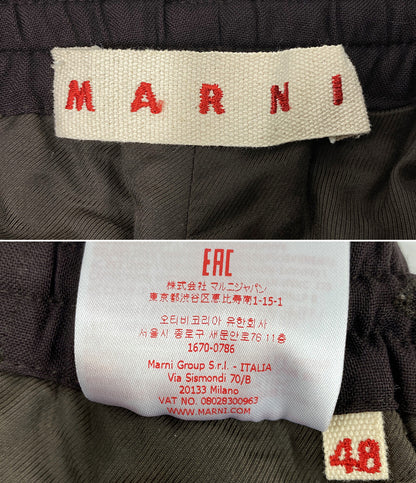 MARNI
EAC
株式会社 マルニジャパン
東京都渋谷区恵比寿南1-15-1
오티비코리아 유한회사
서울시 종로구 새문안로76 11층
1670-0786
Marni Group S.r.l. - ITALIA
Via Sismondi 70/B
20133 Milano
VAT NO. 08028300963
WWW.MARNI.COM
48